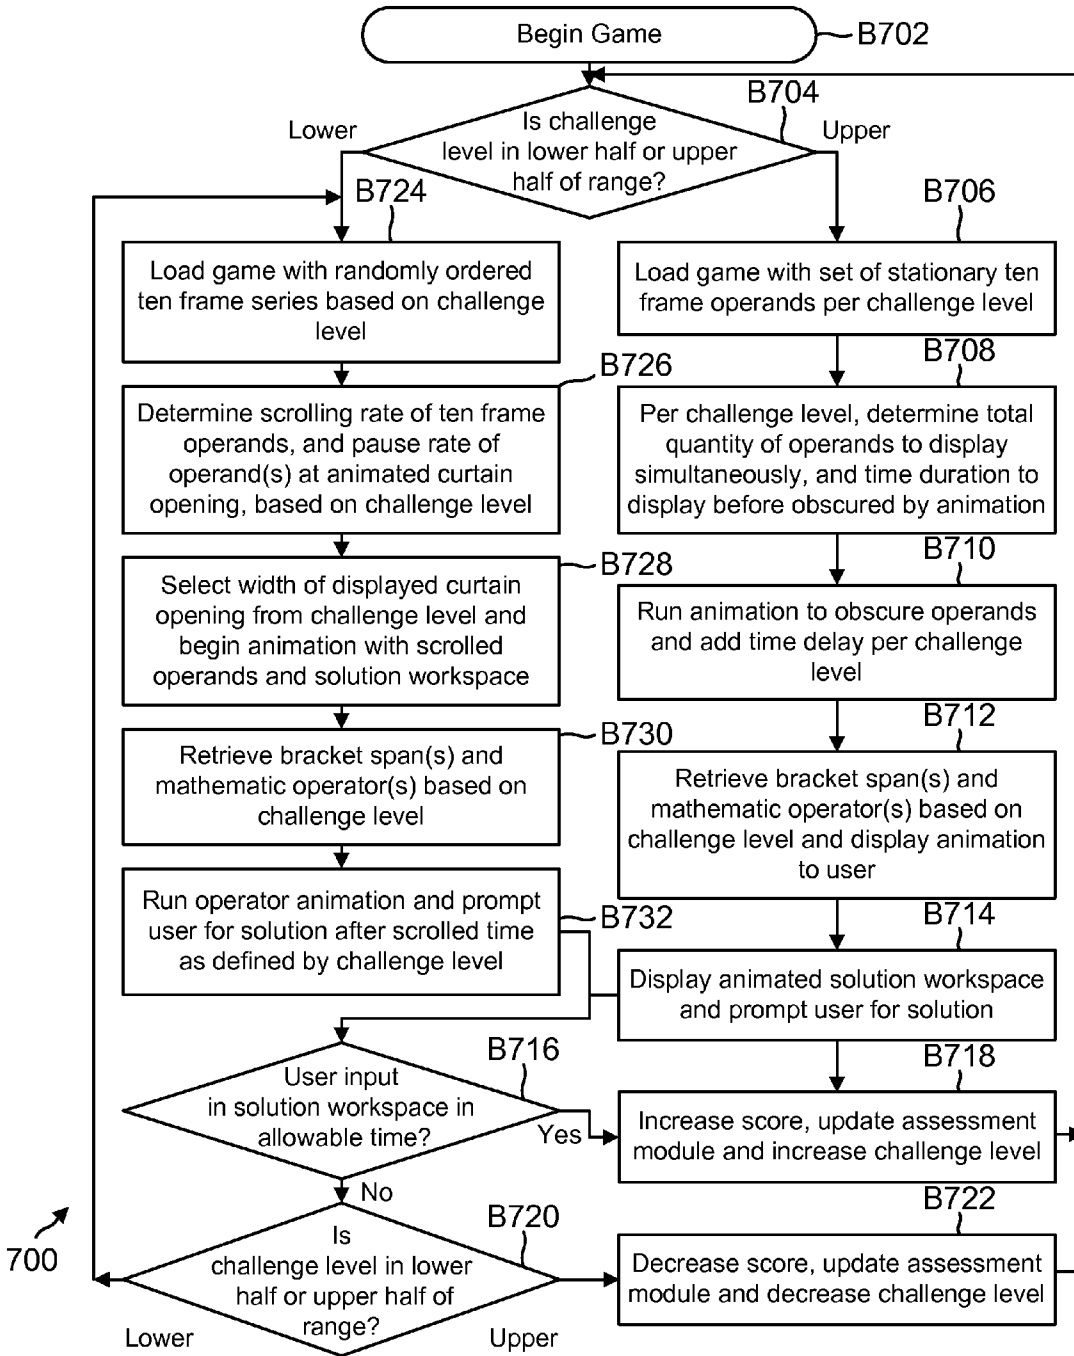 Begin Game
B702
B704
Is challenge
level in lower half or upper
half of range?
Lower
Upper
B724
Load game with randomly ordered
ten frame series based on challenge
level
B726
Determine scrolling rate of ten frame
operands, and pause rate of
operand(s) at animated curtain
opening, based on challenge level
B728
Select width of displayed curtain
opening from challenge level and
begin animation with scrolled
operands and solution workspace
B730
Retrieve bracket span(s) and
mathematic operator(s) based on
challenge level
B732
Run operator animation and prompt
user for solution after scrolled time
as defined by challenge level
B706
Load game with set of stationary ten
frame operands per challenge level
B708
Per challenge level, determine total
quantity of operands to display
simultaneously, and time duration to
display before obscured by animation
B710
Run animation to obscure operands
and add time delay per challenge
level
B712
Retrieve bracket span(s) and
mathematic operator(s) based on
challenge level and display animation
to user
B714
Display animated solution workspace
and prompt user for solution
B716
User input
in solution workspace in
allowable time?
Yes
No
B718
Increase score, update assessment
module and increase challenge level
B720
Is
challenge level in lower
half or upper half of
range?
Lower
Upper
B722
Decrease score, update assessment
module and decrease challenge level
700